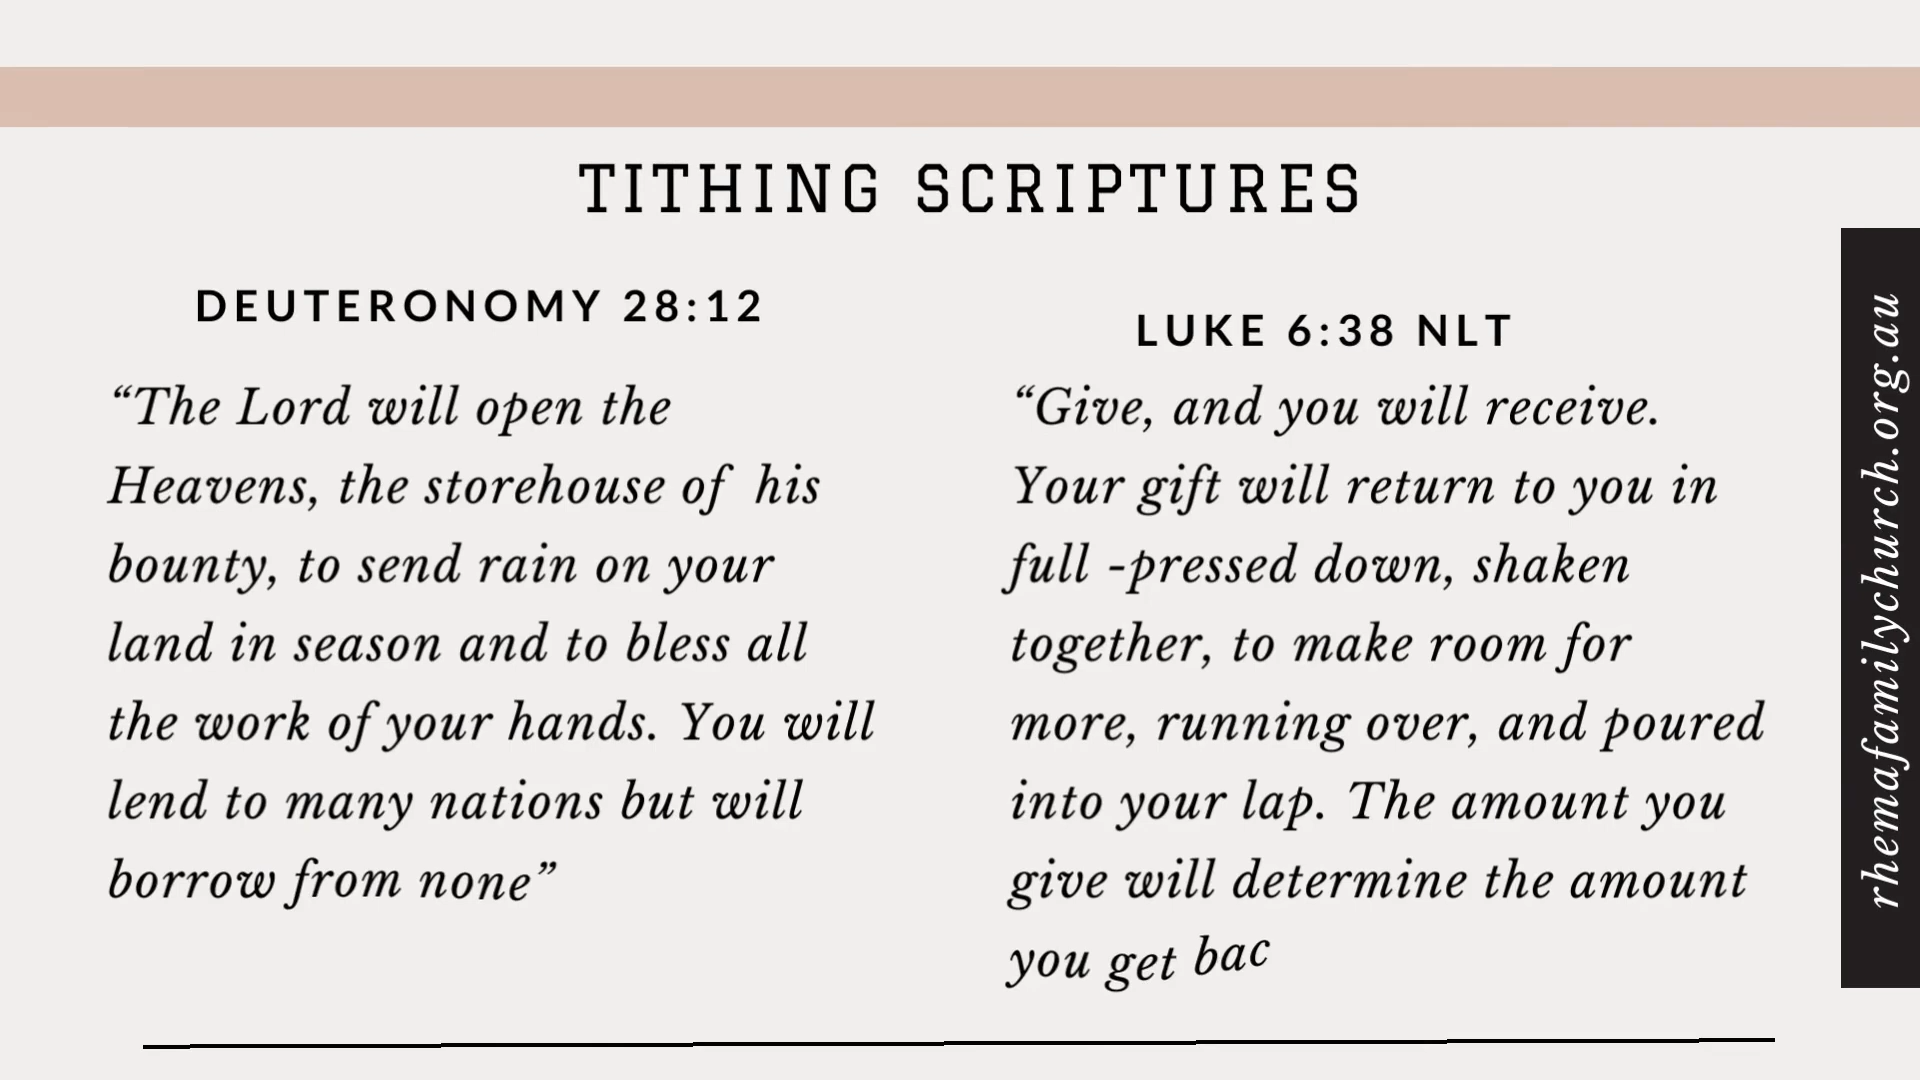 TITHING SCRIPTURES
DEUTERONOMY 28:12
“The Lord will open the
Heavens, the storehouse of his
bounty, to send rain on your
land in season and to bless all
the work of your hands. You will
lend to many nations but will
borrow from none”
LUKE 6:38 NLT
“Give, and you will receive.
Your gift will return to you in
full -pressed down, shaken
together, to make room for
more, running over, and poured
into your lap. The amount you
give will determine the amount
you get bac
rhemafamilychurch.org.au